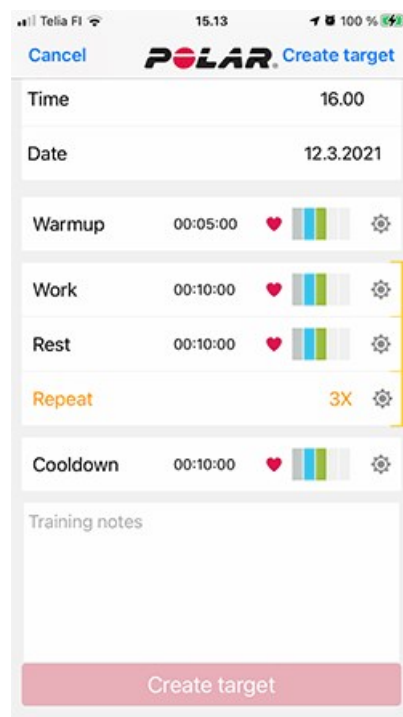 Telia FI 15.13 100 %
Cancel POLAR. Create target
Time 16.00
Date 12.3.2021
Warmup 00:05:00
Work 00:10:00
Rest 00:10:00
Repeat 3X
Cooldown 00:10:00
Training notes
Create target